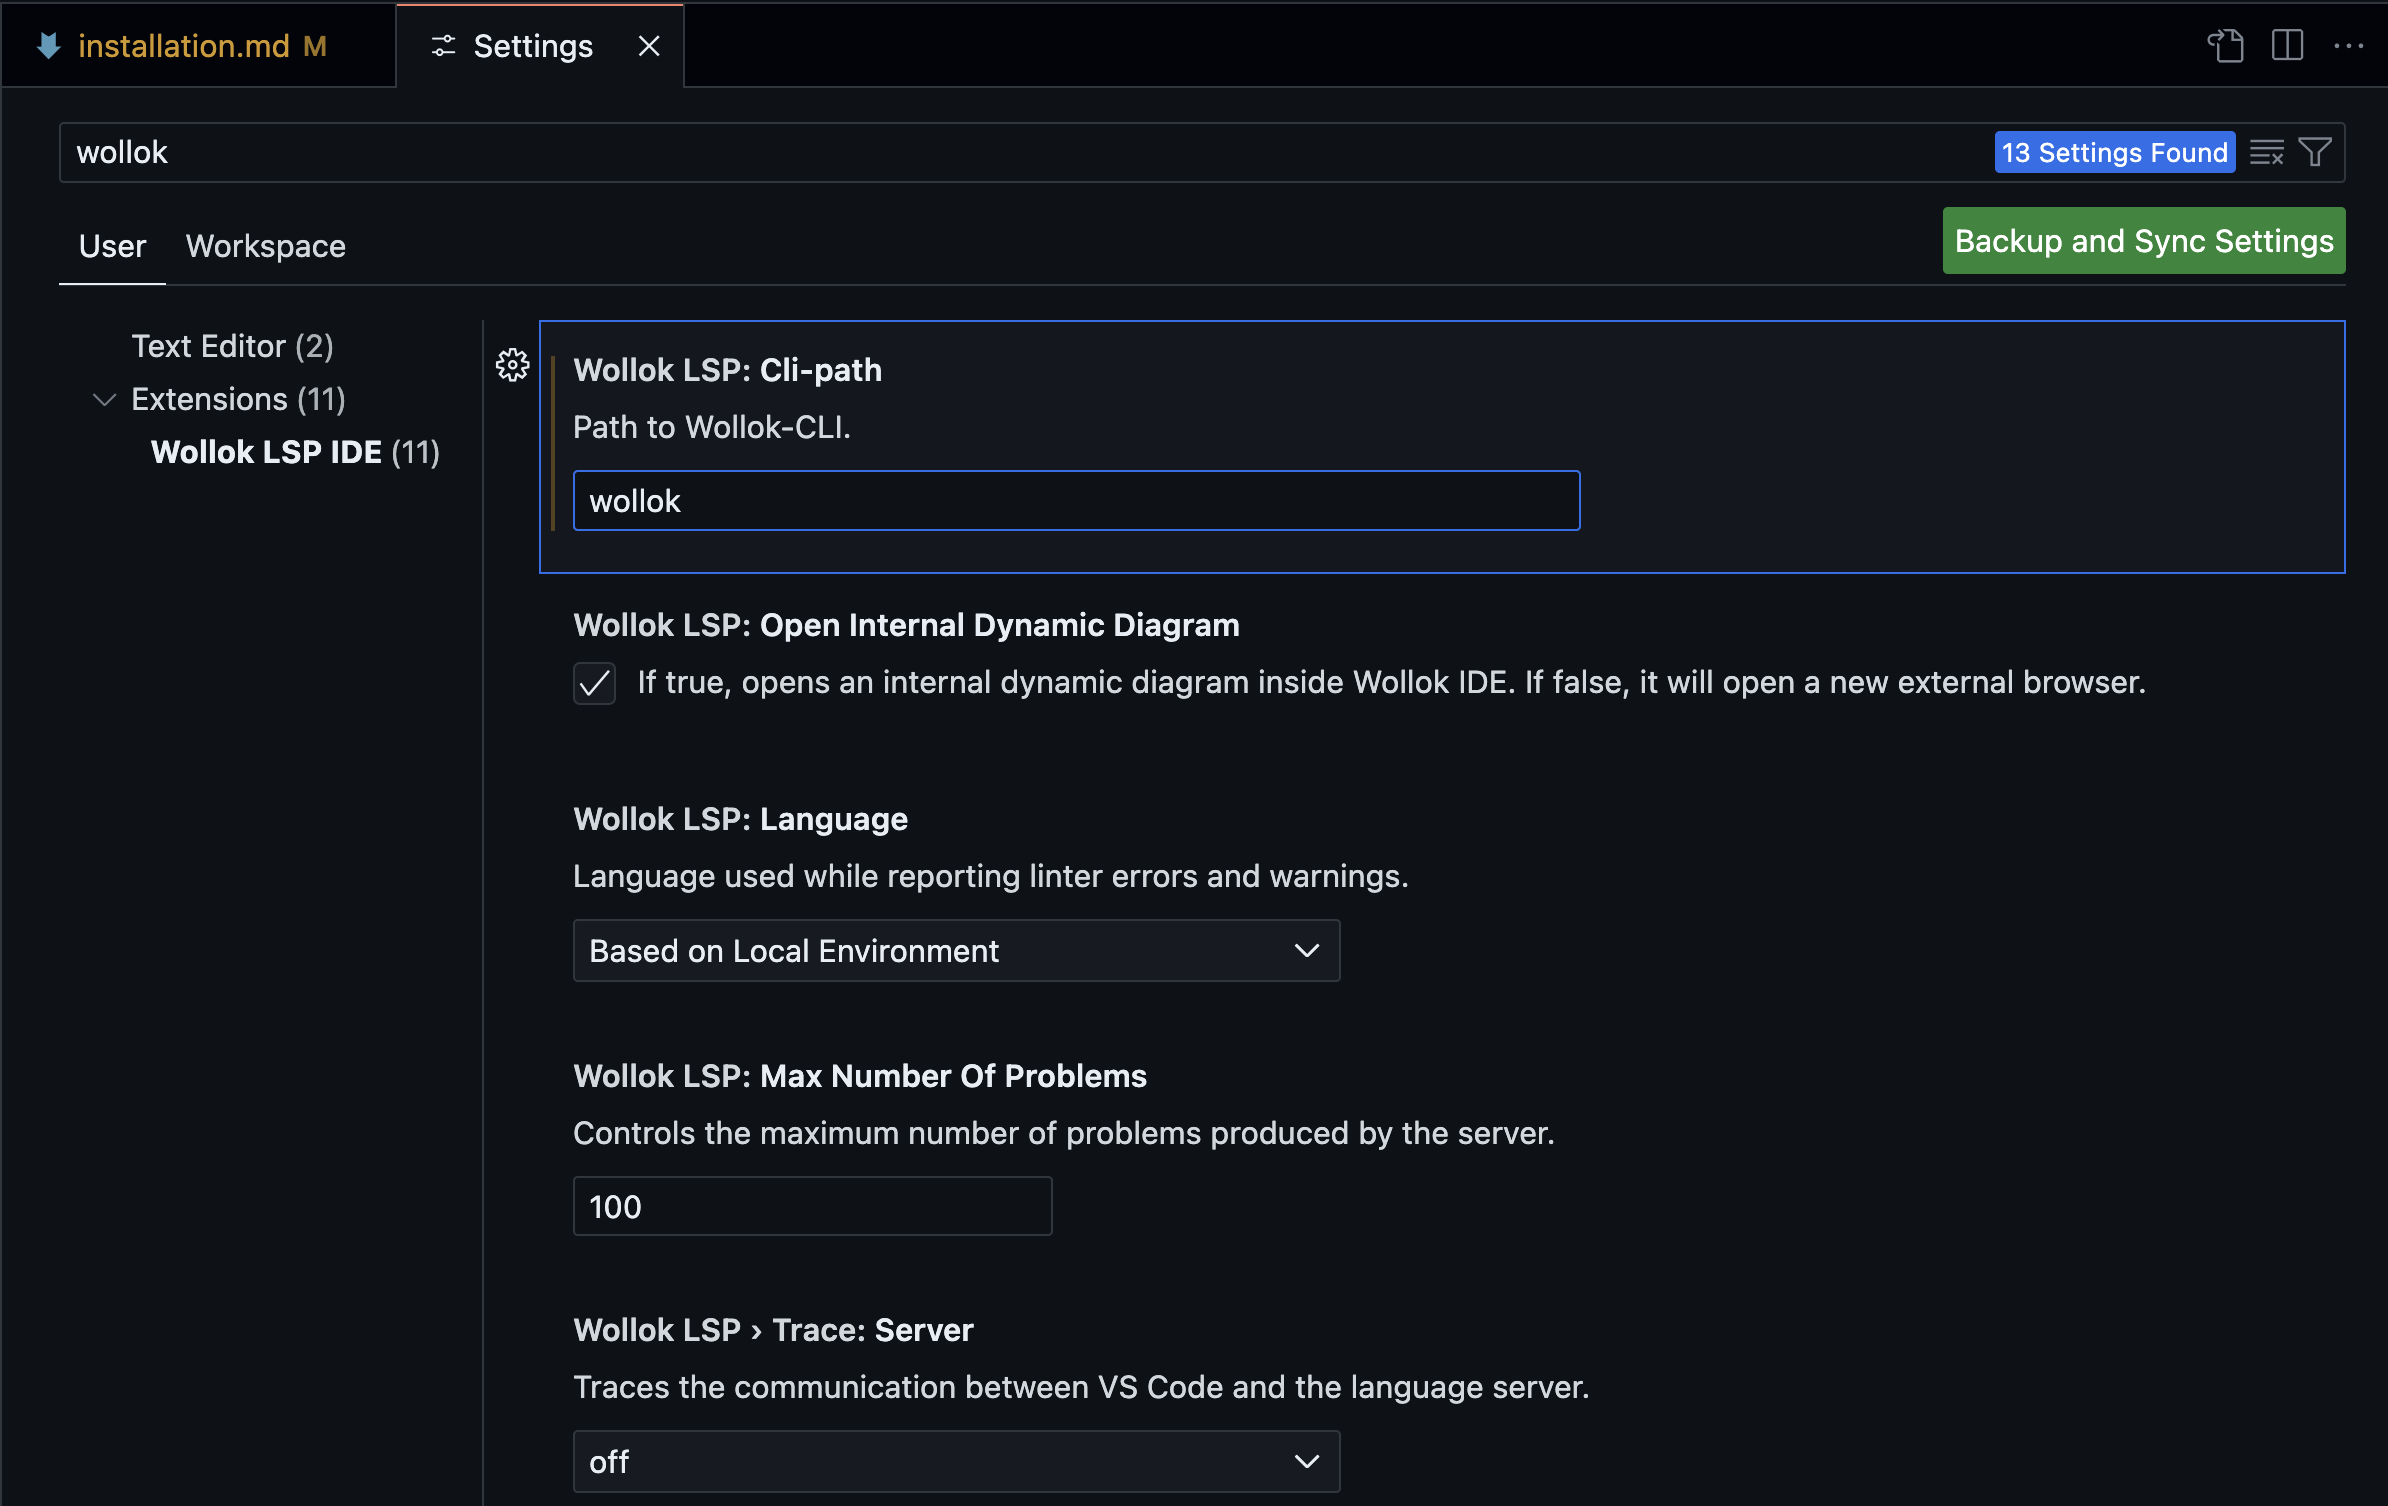 installation.md M
Settings
wollok
13 Settings Found
User
Workspace
Backup and Sync Settings
Text Editor (2)
Extensions (11)
Wollok LSP IDE (11)
Wollok LSP: Cli-path
Path to Wollok-CLI.
wollok
Wollok LSP: Open Internal Dynamic Diagram
If true, opens an internal dynamic diagram inside Wollok IDE. If false, it will open a new external browser.
Wollok LSP: Language
Language used while reporting linter errors and warnings.
Based on Local Environment
Wollok LSP: Max Number Of Problems
Controls the maximum number of problems produced by the server.
100
Wollok LSP › Trace: Server
Traces the communication between VS Code and the language server.
off